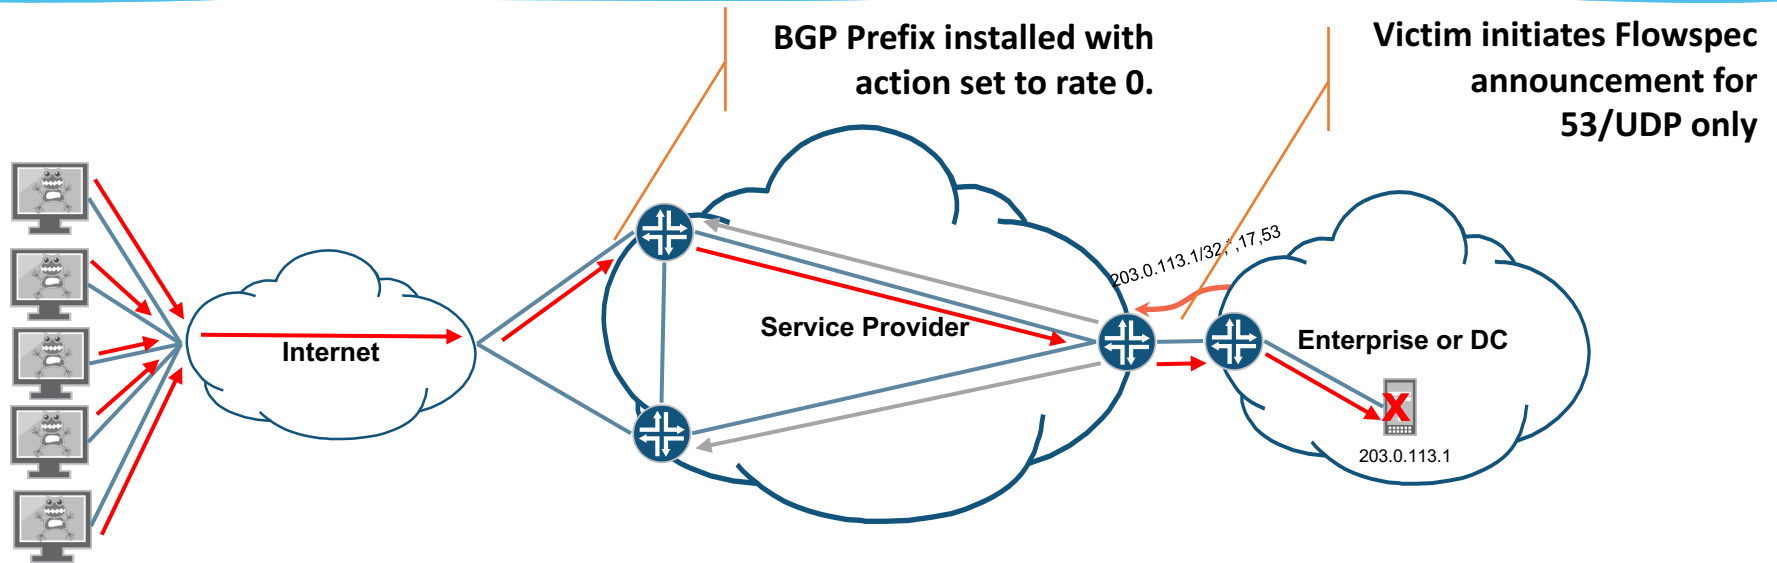 BGP Prefix installed with
action set to rate 0.
Victim initiates Flowspec
announcement for
53/UDP only
203.0.113.1/32,*,17,53
Internet
Service Provider
Enterprise or DC
X
203.0.113.1